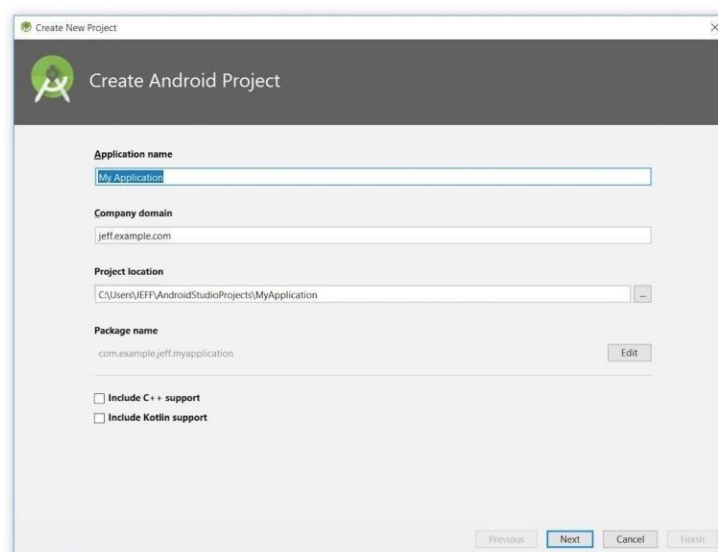 Create New Project
Create Android Project
Application name
My Application
Company domain
jeff.example.com
Project location
C:\Users\JEFF\AndroidStudioProjects\MyApplication
...
Package name
com.example.jeff.myapplication
Edit
Include C++ support
Include Kotlin support
Previous Next Cancel Finish